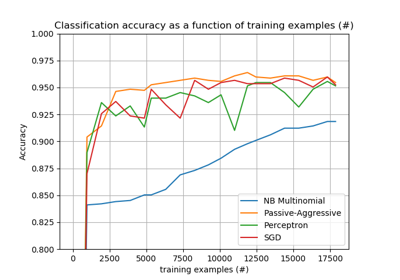 Classification accuracy as a function of training examples (#)
1.000
0.975
0.950
0.925
0.900
0.875
0.850
0.825
0.800
Accuracy
NB Multinomial
Passive-Aggressive
Perceptron
SGD
0 2500 5000 7500 10000 12500 15000 17500
training examples (#)